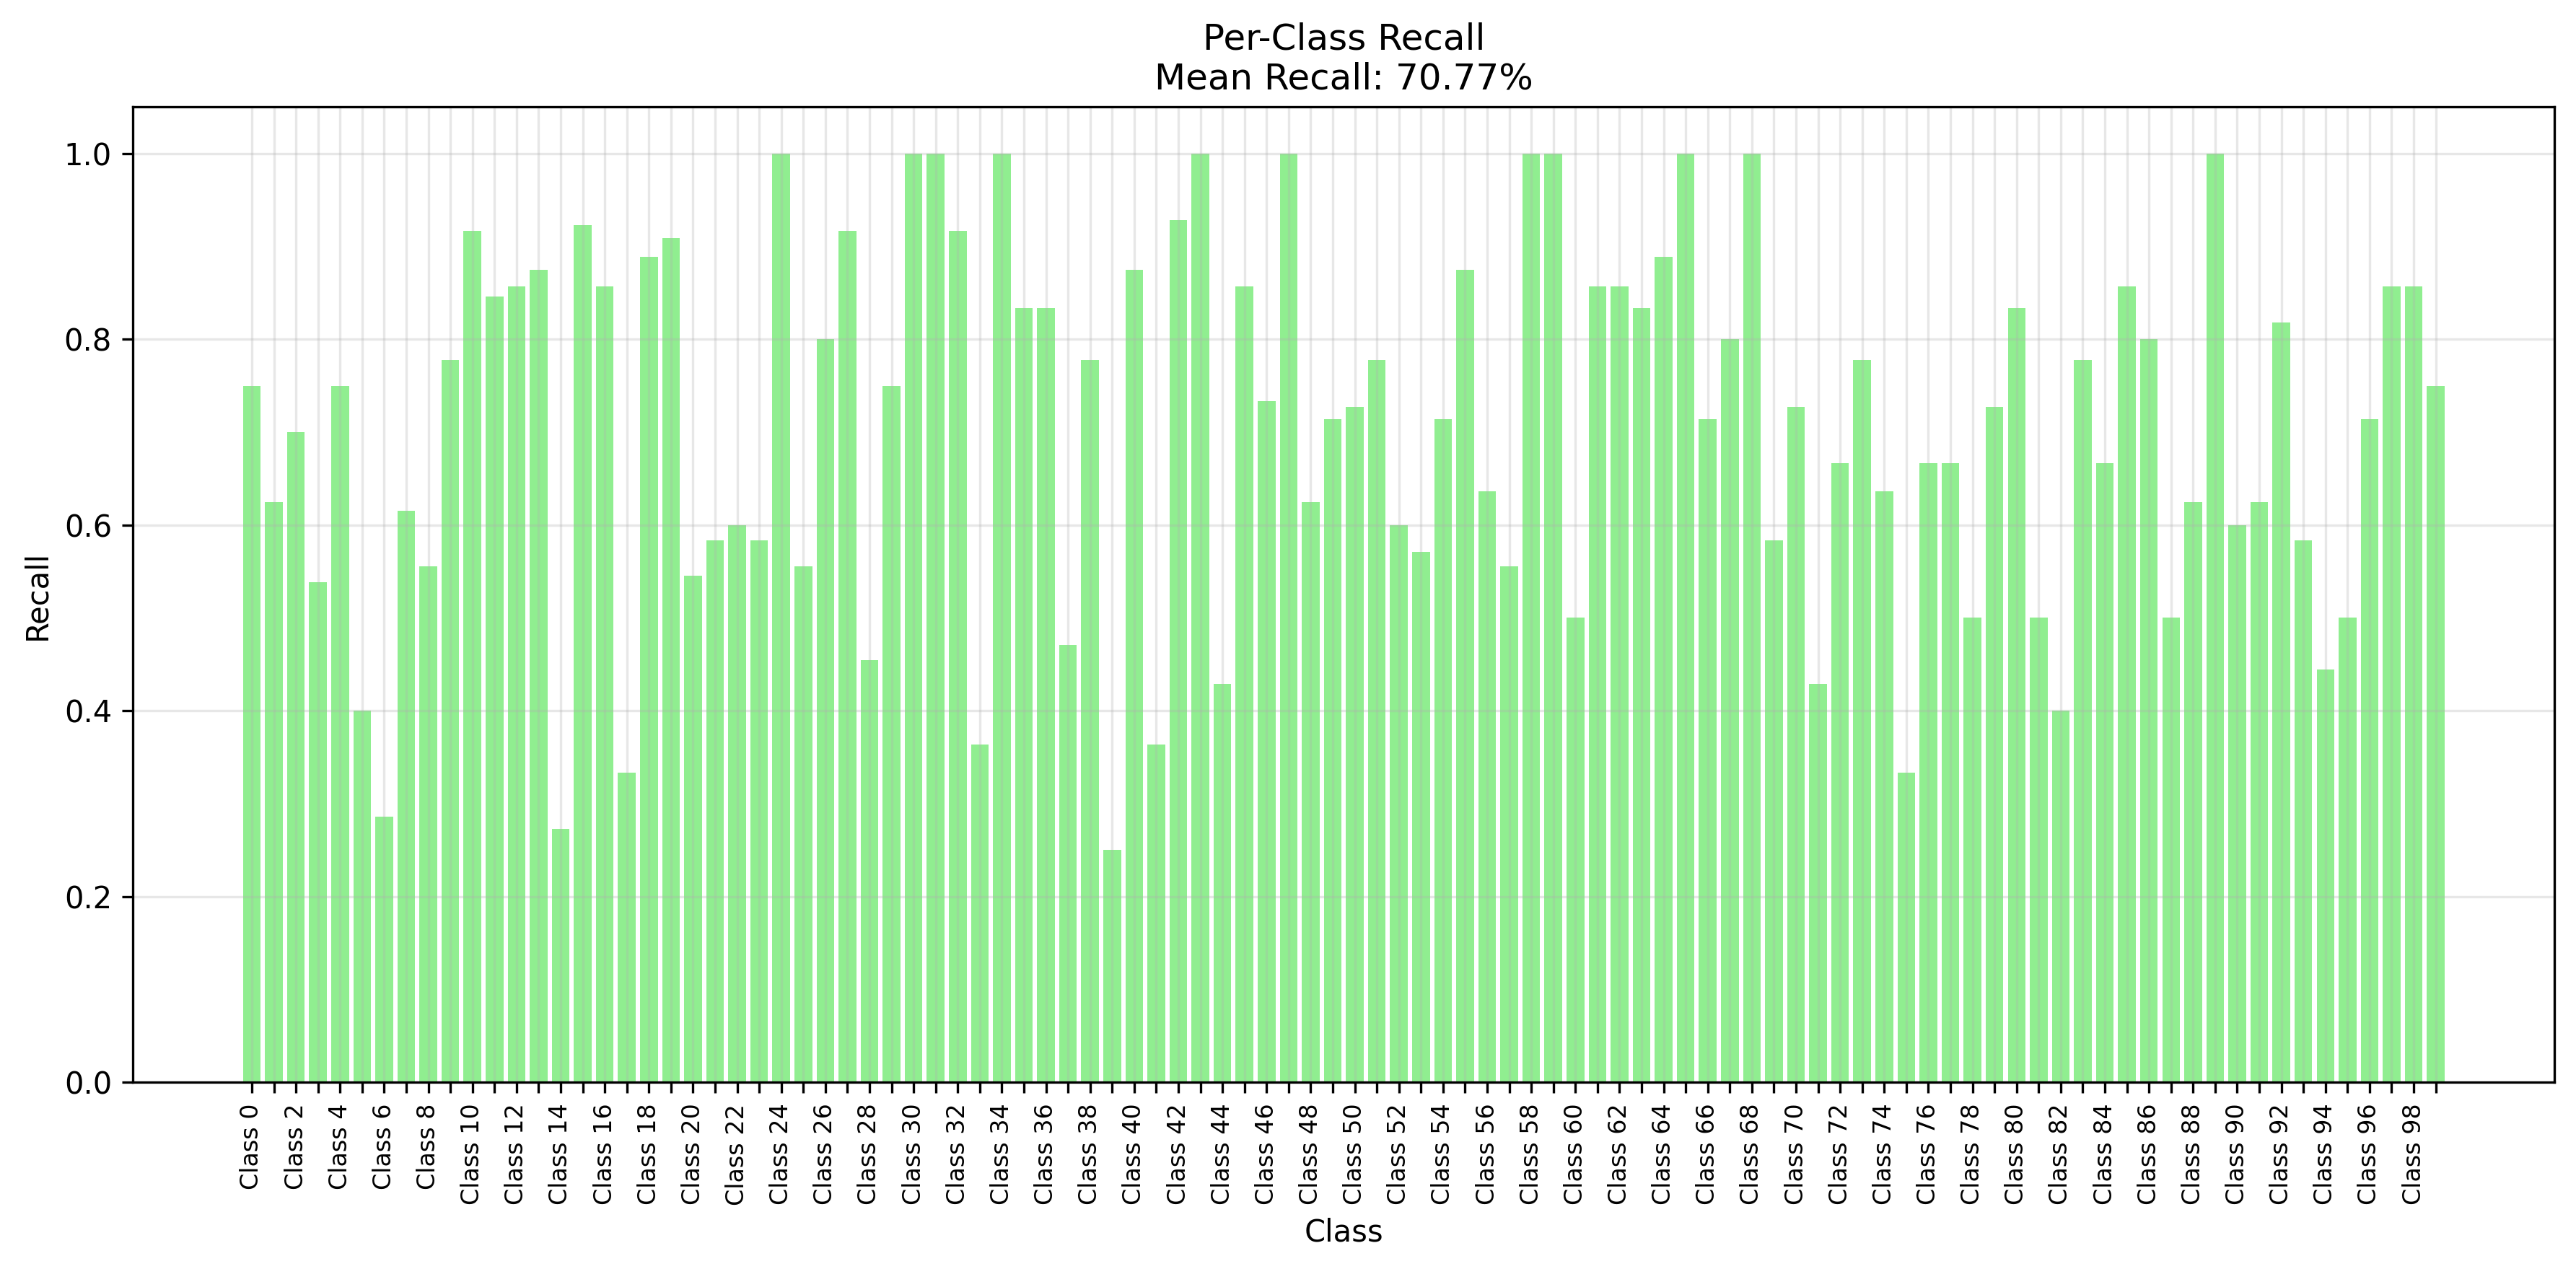 Per-Class Recall
Mean Recall: 70.77%
Recall
1.0
0.8
0.6
0.4
0.2
0.0
Class 0
Class 2
Class 4
Class 6
Class 8
Class 10
Class 12
Class 14
Class 16
Class 18
Class 20
Class 22
Class 24
Class 26
Class 28
Class 30
Class 32
Class 34
Class 36
Class 38
Class 40
Class 42
Class 44
Class 46
Class 48
Class 50
Class 52
Class 54
Class 56
Class 58
Class 60
Class 62
Class 64
Class 66
Class 68
Class 70
Class 72
Class 74
Class 76
Class 78
Class 80
Class 82
Class 84
Class 86
Class 88
Class 90
Class 92
Class 94
Class 96
Class 98
Class